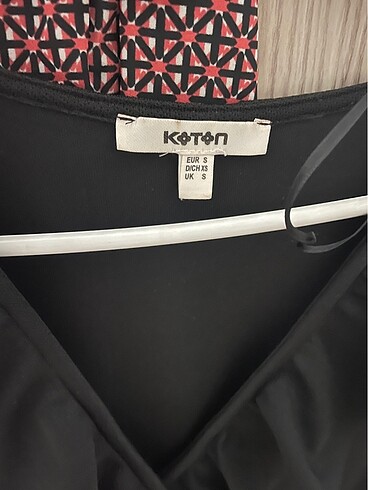 KOTON
EUR S
D/CH XS
UK S